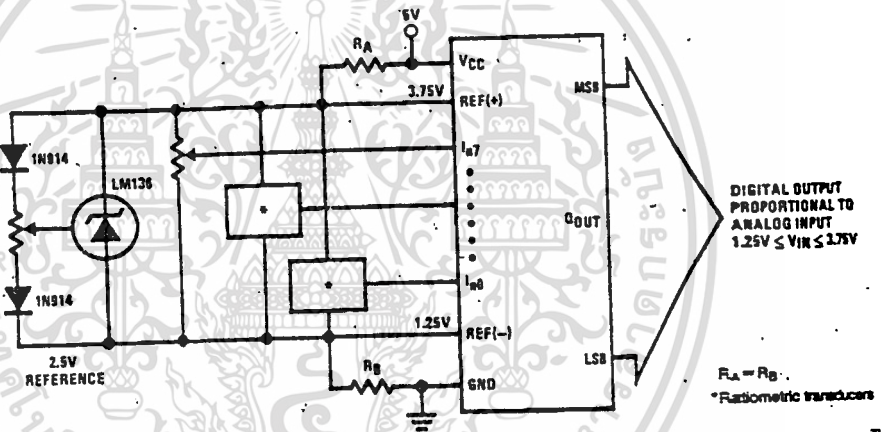 5V
RA
VCC
MSB
3.75V
REF(+)
In7
1N914
LM136
*
DIGITAL OUTPUT
PROPORTIONAL TO
ANALOG INPUT
1.25V ≤ VIN ≤ 3.75V
QOUT
*
In0
1N914
1.25V
REF(−)
2.5V
REFERENCE
RB
GND
LSB
RA = RB
*Ratiometric transducers